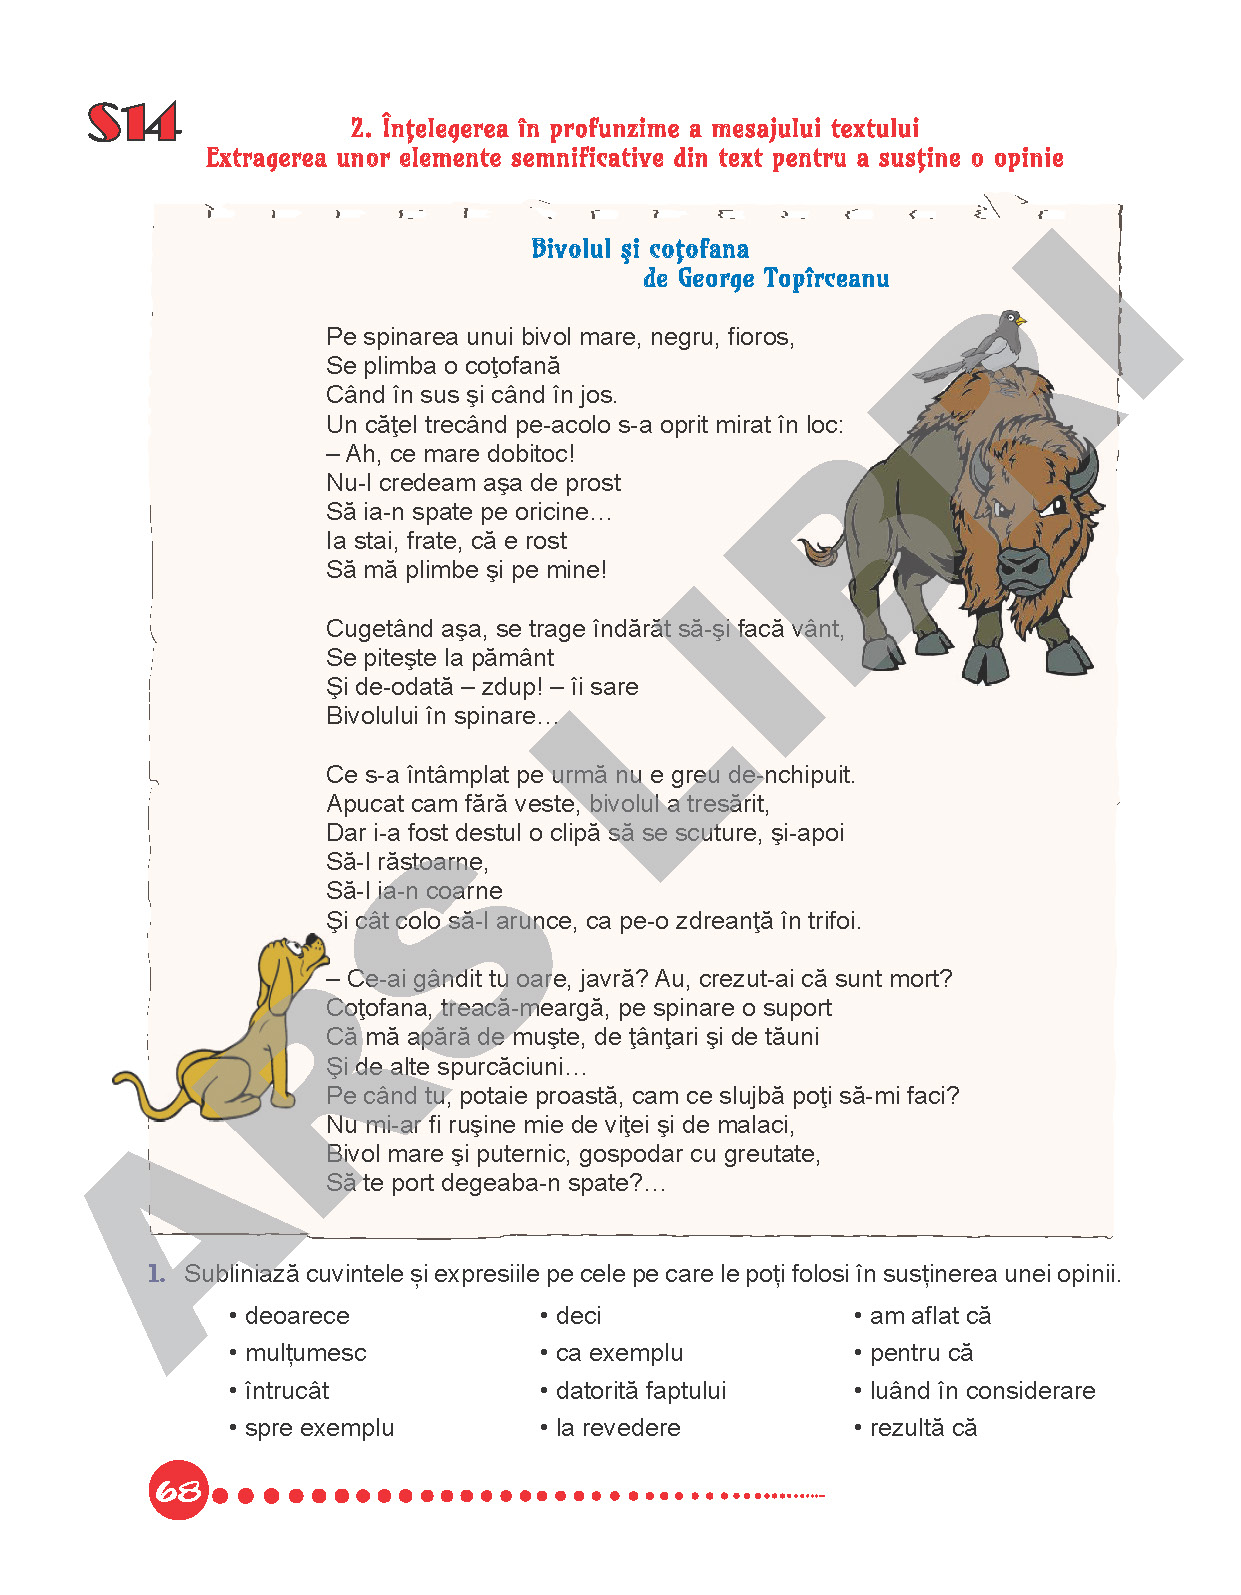 S14
2. Înţelegerea în profunzime a mesajului textului
Extragerea unor elemente semnificative din text pentru a susţine o opinie
Bivolul şi coţofana
de George Topîrceanu
Pe spinarea unui bivol mare, negru, fioros,
Se plimba o coţofană
Când în sus şi când în jos.
Un căţel trecând pe-acolo s-a oprit mirat în loc:
– Ah, ce mare dobitoc!
Nu-l credeam aşa de prost
Să ia-n spate pe oricine…
Ia stai, frate, că e rost
Să mă plimbe şi pe mine!
Cugetând aşa, se trage îndărăt să-şi facă vânt,
Se piteşte la pământ
Şi de-odată – zdup! – îi sare
Bivolului în spinare…
Ce s-a întâmplat pe urmă nu e greu de-nchipuit.
Apucat cam fără veste, bivolul a tresărit,
Dar i-a fost destul o clipă să se scuture, şi-apoi
Să-l răstoarne,
Să-l ia-n coarne
Şi cât colo să-l arunce, ca pe-o zdreanţă în trifoi.
– Ce-ai gândit tu oare, javră? Au, crezut-ai că sunt mort?
Coţofana, treacă-meargă, pe spinare o suport
Că mă apără de muşte, de ţânţari şi de tăuni
Şi de alte spurcăciuni…
Pe când tu, potaie proastă, cam ce slujbă poţi să-mi faci?
Nu mi-ar fi ruşine mie de viţei şi de malaci,
Bivol mare şi puternic, gospodar cu greutate,
Să te port degeaba-n spate?…
1. Subliniază cuvintele și expresiile pe cele pe care le poți folosi în susținerea unei opinii.
• deoarece • deci • am aflat că
• mulțumesc • ca exemplu • pentru că
• întrucât • datorită faptului • luând în considerare
• spre exemplu • la revedere • rezultă că
68
ARS LIBRI